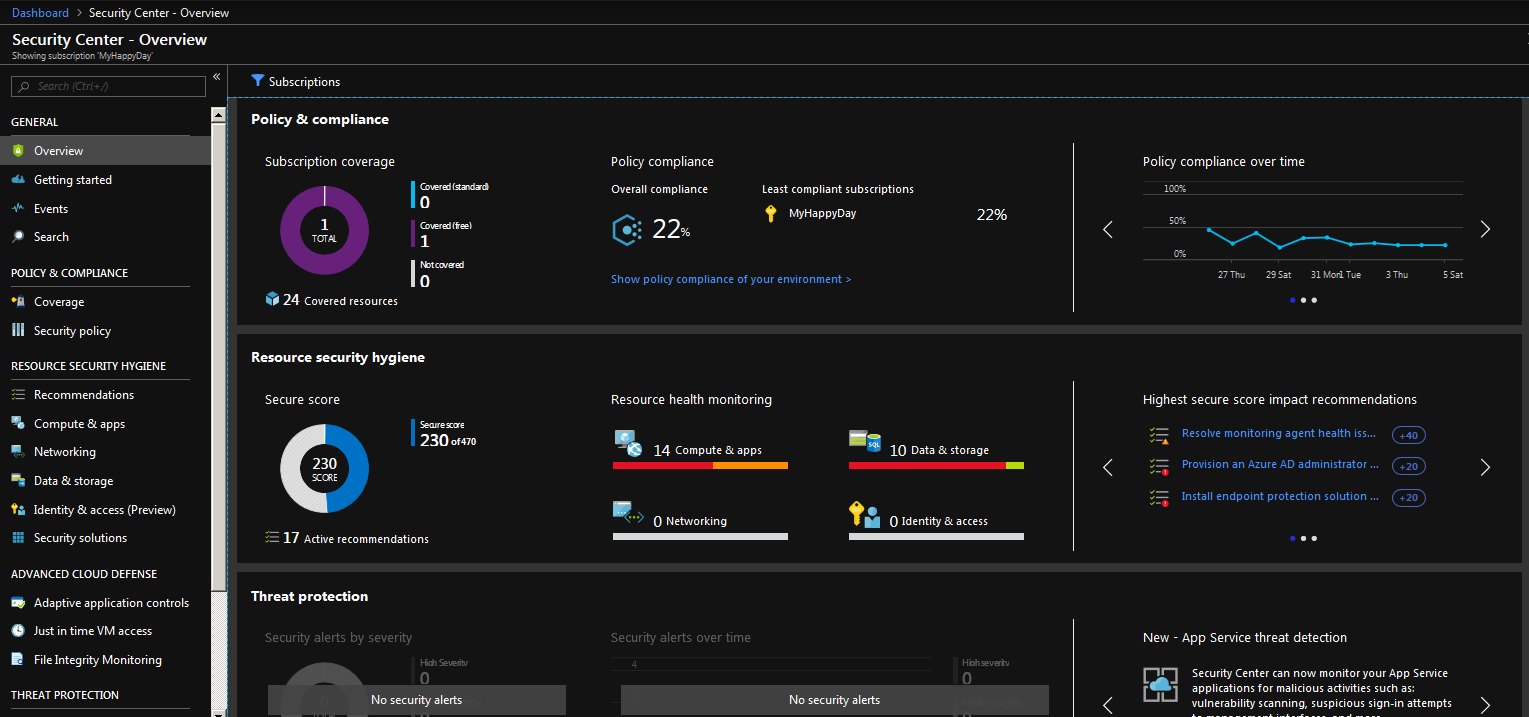 Dashboard > Security Center - Overview
Security Center - Overview
Showing subscription 'MyHappyDay'
Search (Ctrl+/)
«
GENERAL
Overview
Getting started
Events
Search
POLICY & COMPLIANCE
Coverage
Security policy
RESOURCE SECURITY HYGIENE
Recommendations
Compute & apps
Networking
Data & storage
Identity & access (Preview)
Security solutions
ADVANCED CLOUD DEFENSE
Adaptive application controls
Just in time VM access
File Integrity Monitoring
THREAT PROTECTION
Subscriptions
Policy & compliance
Subscription coverage
1
TOTAL
Covered (standard)
0
Covered (free)
1
Not covered
0
24 Covered resources
Policy compliance
Overall compliance
22%
Least compliant subscriptions
MyHappyDay
22%
Show policy compliance of your environment >
Policy compliance over time
100%
50%
0%
27 Thu 29 Sat 31 Mon 1 Tue 3 Thu 5 Sat
Resource security hygiene
Secure score
230
SCORE
Secure score
230 of 470
17 Active recommendations
Resource health monitoring
14 Compute & apps
10 Data & storage
SQL
0 Networking
0 Identity & access
Highest secure score impact recommendations
Resolve monitoring agent health iss... +40
Provision an Azure AD administrator ... +20
Install endpoint protection solution ... +20
Threat protection
Security alerts by severity
0
High Severity
0
No security alerts
Security alerts over time
4
High severity
0
No security alerts
New - App Service threat detection
Security Center can now monitor your App Service
applications for malicious activities such as:
vulnerability scanning, suspicious sign-in attempts
to management interfaces, and more.